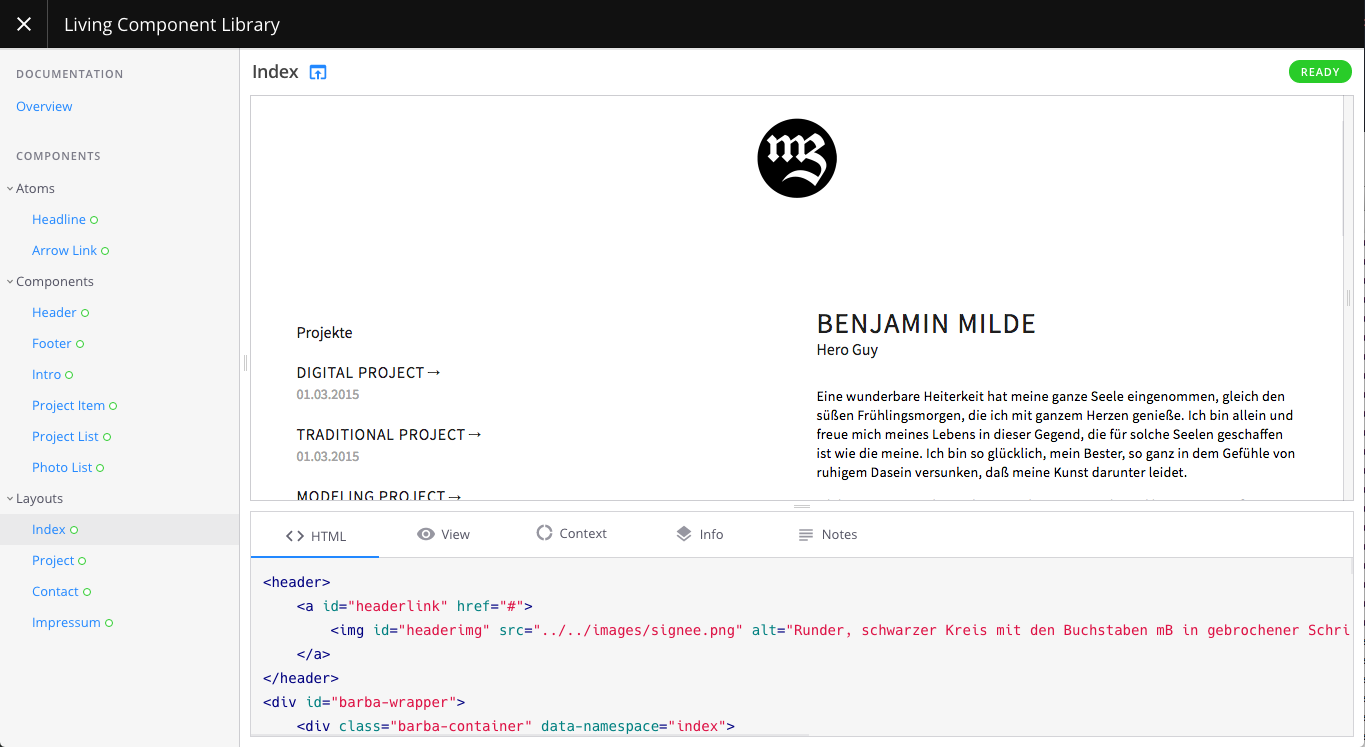 Living Component Library
DOCUMENTATION
Overview
COMPONENTS
Atoms
Headline
Arrow Link
Components
Header
Footer
Intro
Project Item
Project List
Photo List
Layouts
Index
Project
Contact
Impressum
Index
READY
mB
Projekte
DIGITAL PROJECT→
01.03.2015
TRADITIONAL PROJECT→
01.03.2015
MODELING PROJECT→
BENJAMIN MILDE
Hero Guy
Eine wunderbare Heiterkeit hat meine ganze Seele eingenommen, gleich den
süßen Frühlingsmorgen, die ich mit ganzem Herzen genieße. Ich bin allein und
freue mich meines Lebens in dieser Gegend, die für solche Seelen geschaffen
ist wie die meine. Ich bin so glücklich, mein Bester, so ganz in dem Gefühle von
ruhigem Dasein versunken, daß meine Kunst darunter leidet.
<> HTML
View
Context
Info
Notes
<header>
<a id="headerlink" href="#">
<img id="headerimg" src="../../images/signee.png" alt="Runder, schwarzer Kreis mit den Buchstaben mB in gebrochener Schri
</a>
</header>
<div id="barba-wrapper">
<div class="barba-container" data-namespace="index">